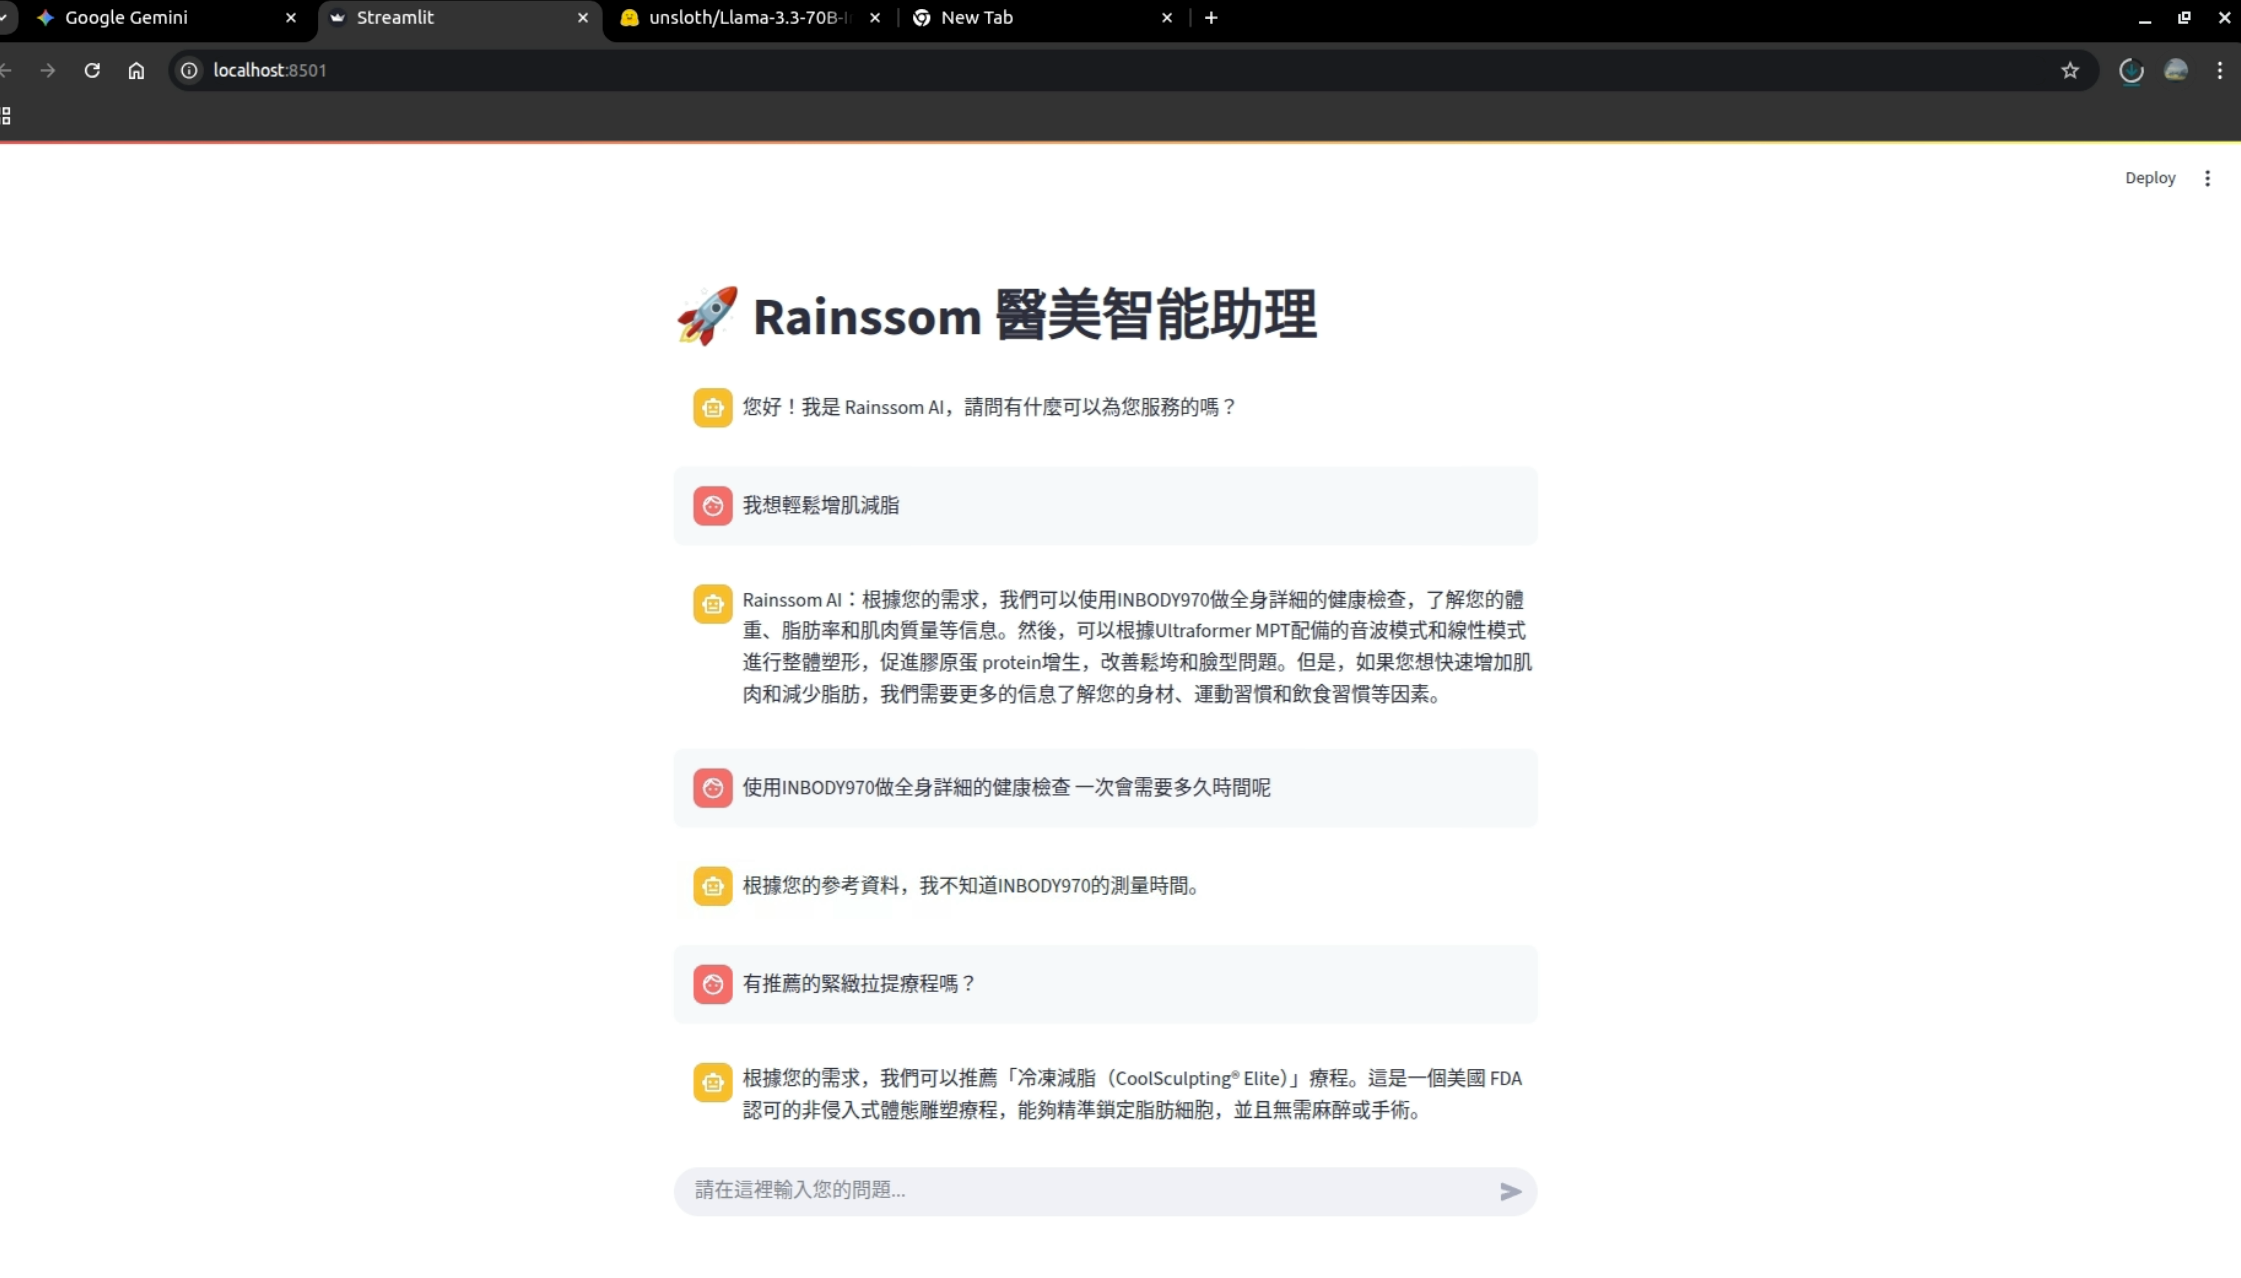 Google Gemini
Streamlit
unsloth/Llama-3.3-70B-I
New Tab
localhost:8501
Deploy
🚀 Rainssom 醫美智能助理
您好！我是 Rainssom AI，請問有什麼可以為您服務的嗎？
我想輕鬆增肌減脂
Rainssom AI：根據您的需求，我們可以使用INBODY970做全身詳細的健康檢查，了解您的體
重、脂肪率和肌肉質量等信息。然後，可以根據Ultraformer MPT配備的音波模式和線性模式
進行整體塑形，促進膠原蛋 protein增生，改善鬆垮和臉型問題。但是，如果您想快速增加肌
肉和減少脂肪，我們需要更多的信息了解您的身材、運動習慣和飲食習慣等因素。
使用INBODY970做全身詳細的健康檢查 一次會需要多久時間呢
根據您的參考資料，我不知道INBODY970的測量時間。
有推薦的緊緻拉提療程嗎？
根據您的需求，我們可以推薦「冷凍減脂（CoolSculpting® Elite）」療程。這是一個美國 FDA
認可的非侵入式體態雕塑療程，能夠精準鎖定脂肪細胞，並且無需麻醉或手術。
請在這裡輸入您的問題...